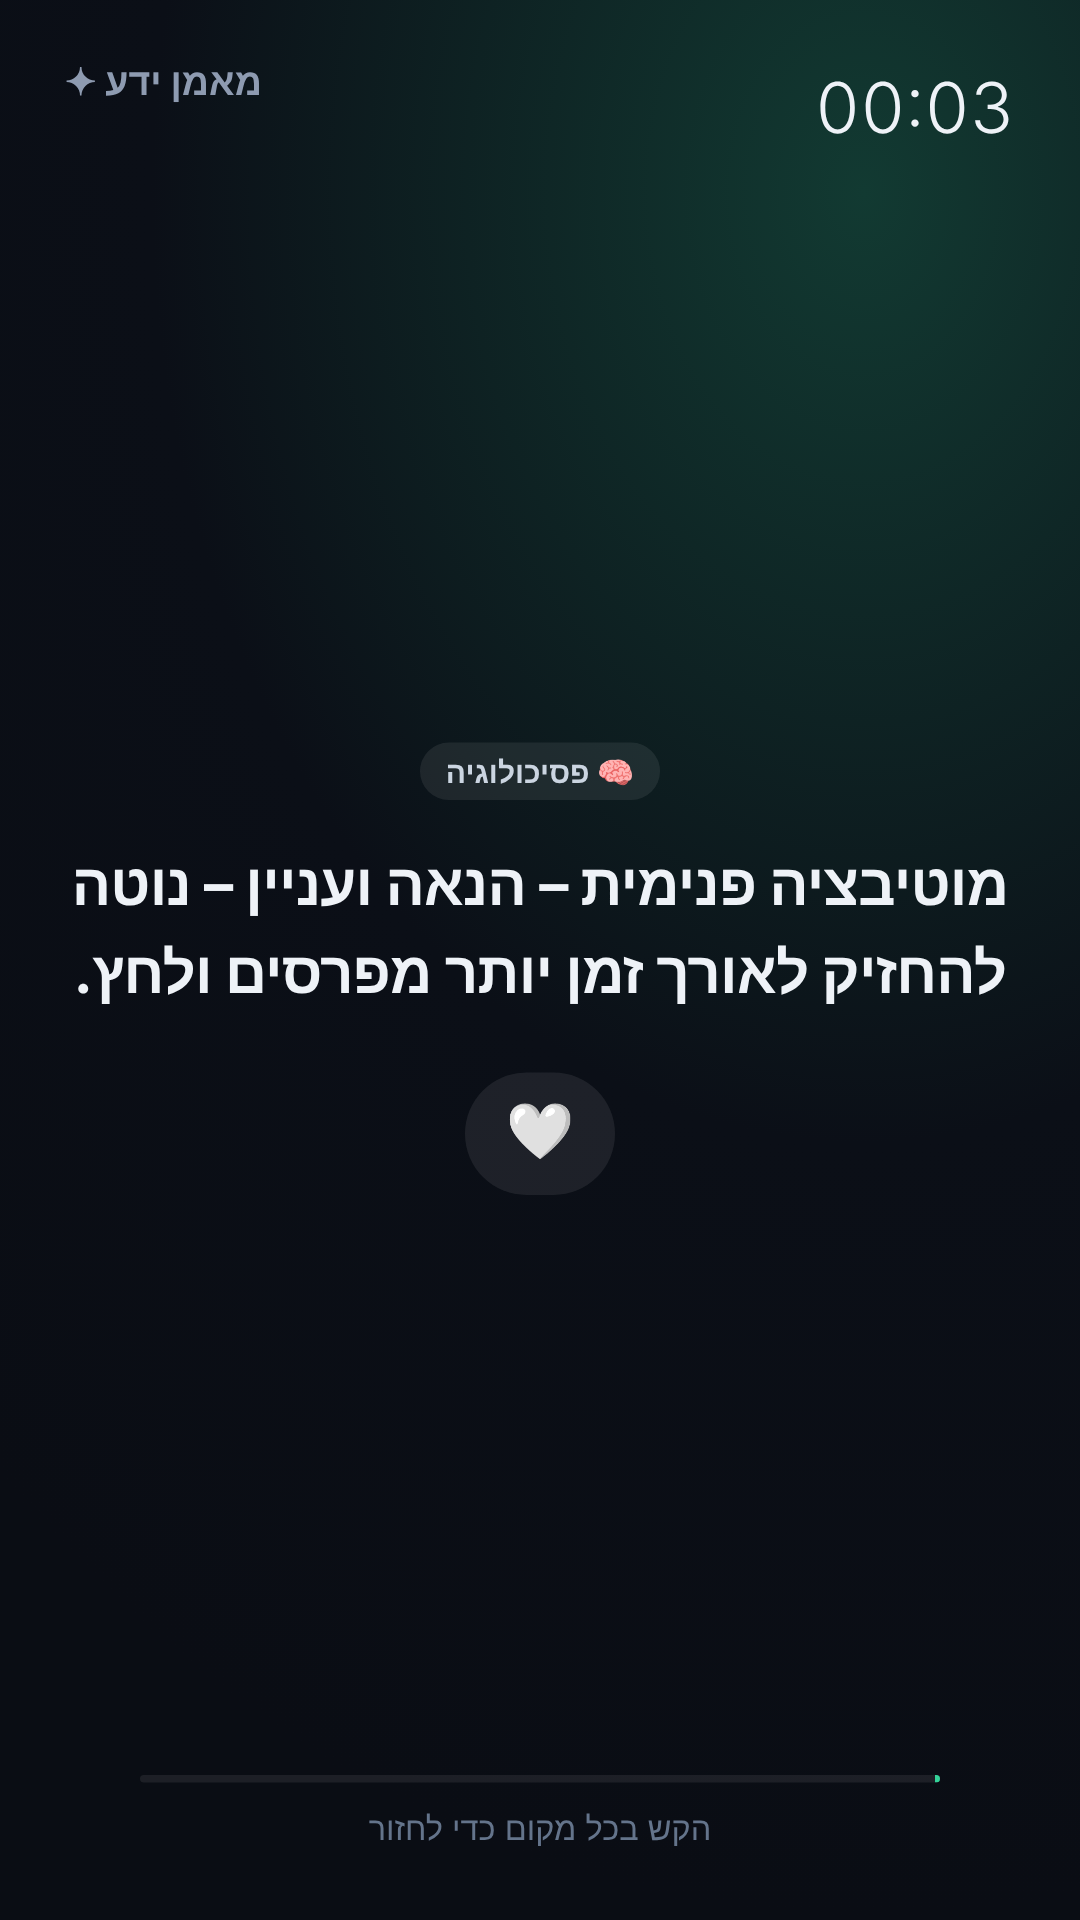 מאמן ידע ✦
00:03
🧠 פסיכולוגיה
מוטיבציה פנימית – הנאה ועניין – נוטה
להחזיק לאורך זמן יותר מפרסים ולחץ.
🤍
הקש בכל מקום כדי לחזור